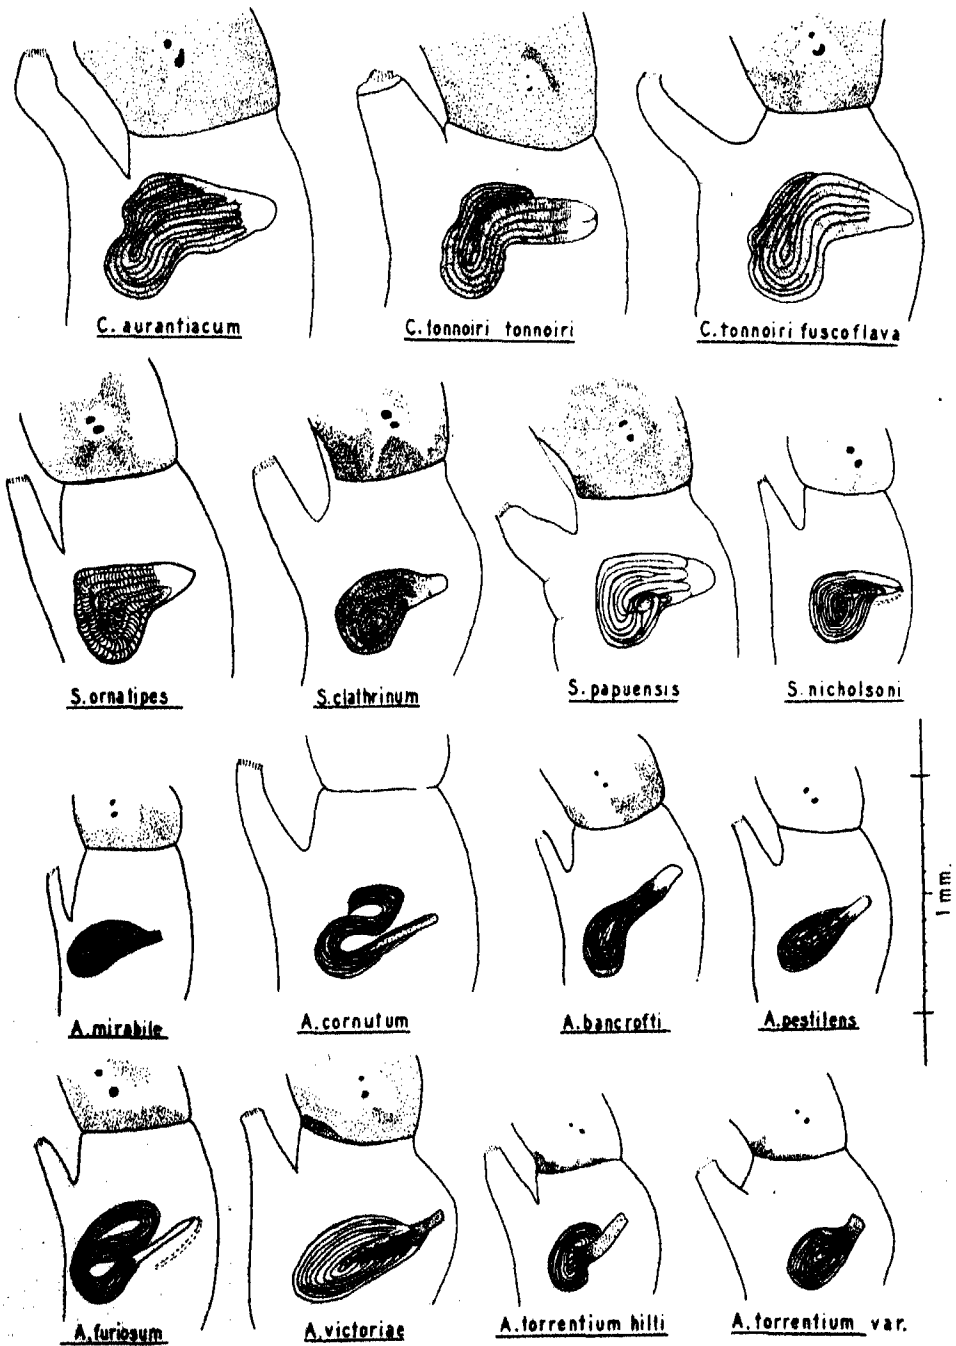 C. aurantiacum
C. tonnoiri tonnoiri
C. tonnoiri fuscoflava
S. ornatipes
S. clathrinum
S. papuensis
S. nicholsoni
A. mirabile
A. cornutum
A. bancrofti
A. pestilens
1 mm.
A. furiosum
A. victoriae
A. torrentium hilli
A. torrentium var.